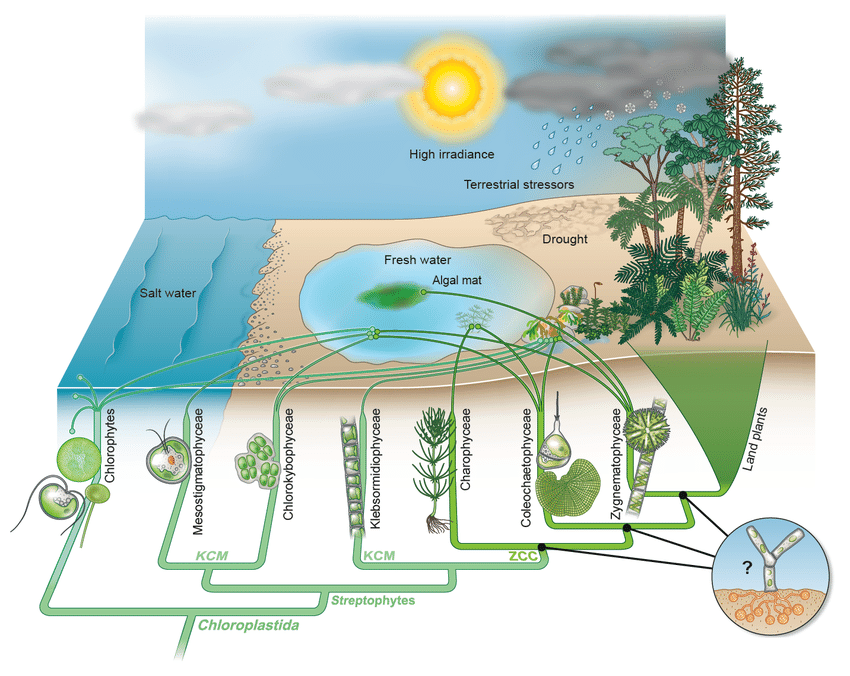 High irradiance
Terrestrial stressors
Drought
Fresh water
Algal mat
Salt water
Chlorophytes
Mesostigmatophyceae
Chlorokybophyceae
Klebsormidiophyceae
Charophyceae
Coleochaetophyceae
Zygnematophyceae
Land plants
KCM
KCM
ZCC
?
Streptophytes
Chloroplastida